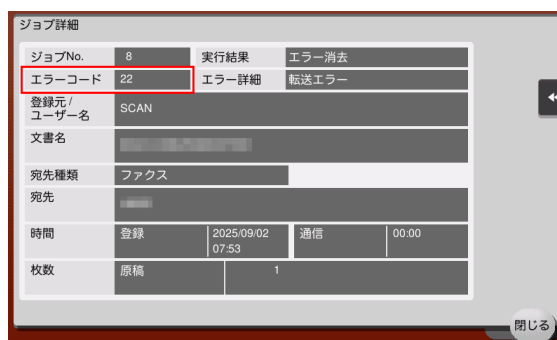 ジョブ詳細
ジョブNo. 8 実行結果 エラー消去
エラーコード 22 エラー詳細 転送エラー
登録元/
ユーザー名 SCAN
文書名
宛先種類 ファクス
宛先
時間 登録 2025/09/02 通信 00:00
07:53
枚数 原稿 1
閉じる